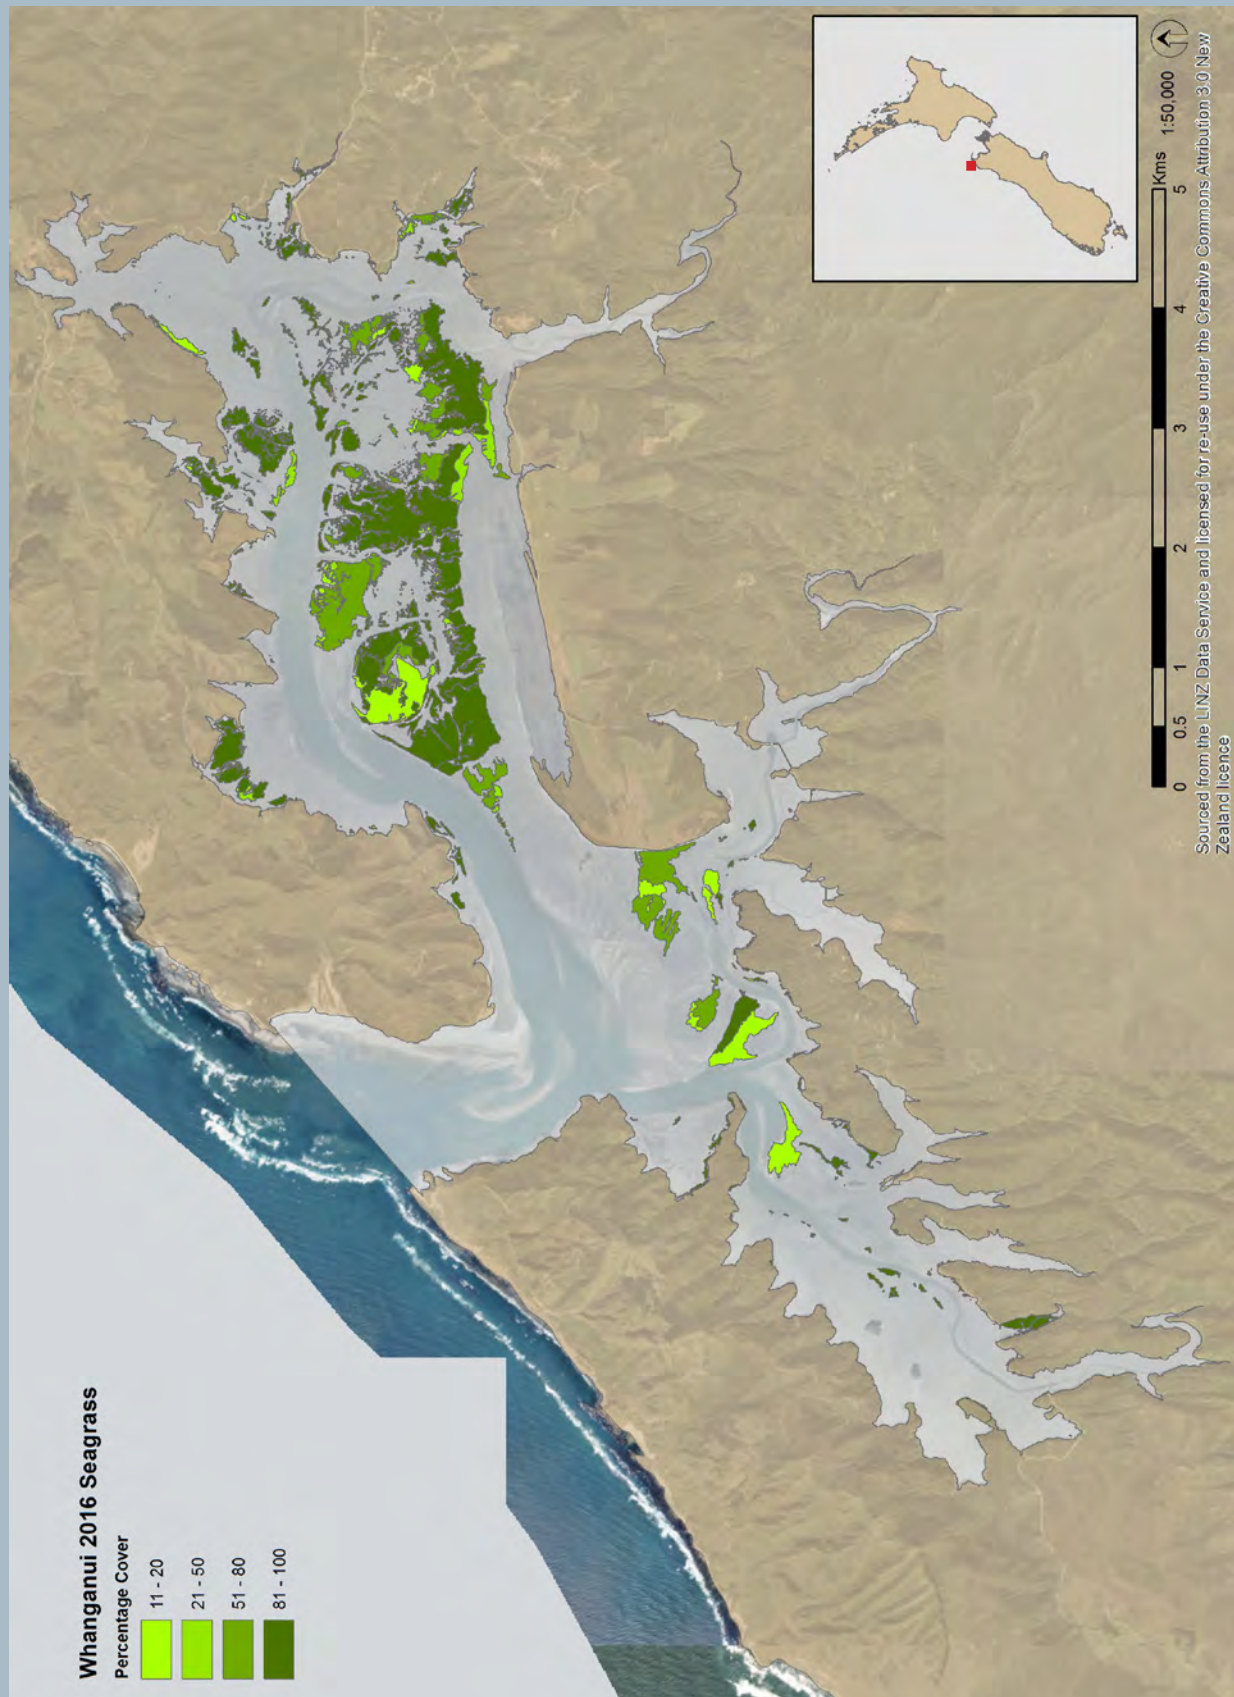 Whanganui 2016 Seagrass
Percentage Cover
11 - 20
21 - 50
51 - 80
81 - 100
0 0.5 1 2 3 4 5
Kms
1:50,000
Sourced from the LINZ Data Service and licensed for re-use under the Creative Commons Attribution 3.0 New
Zealand licence